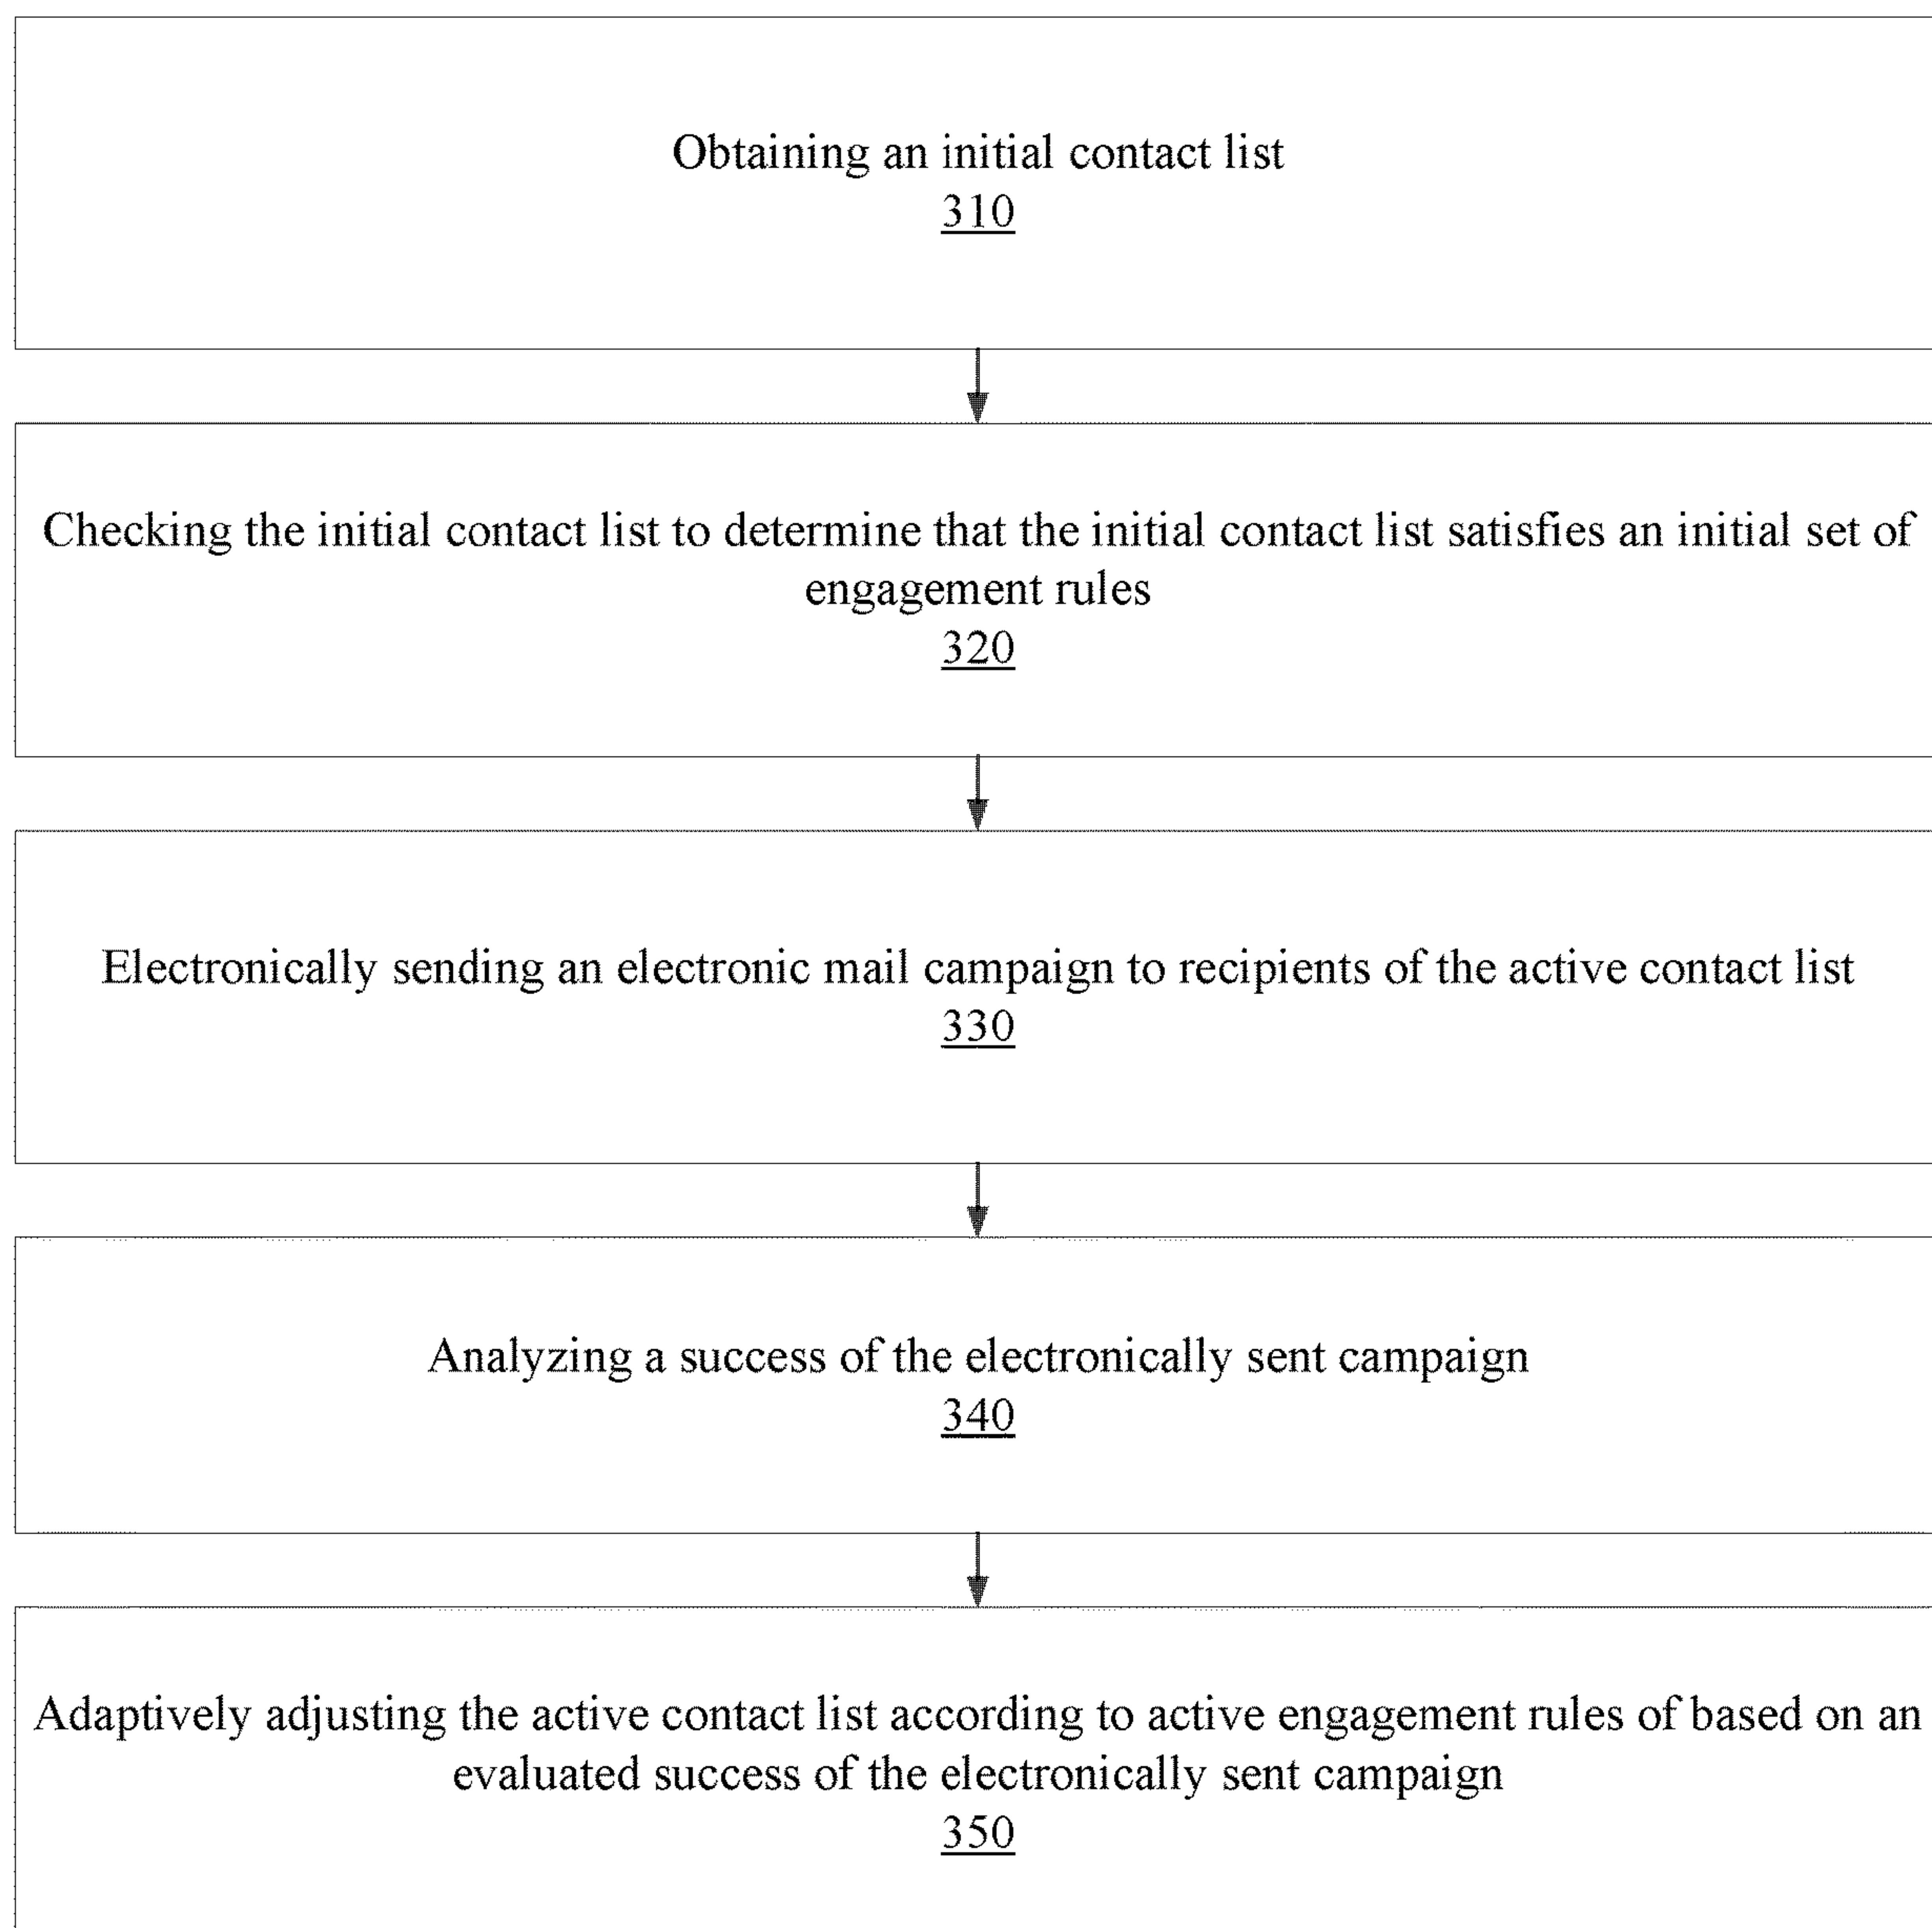 Obtaining an initial contact list
310
Checking the initial contact list to determine that the initial contact list satisfies an initial set of
engagement rules
320
Electronically sending an electronic mail campaign to recipients of the active contact list
330
Analyzing a success of the electronically sent campaign
340
Adaptively adjusting the active contact list according to active engagement rules of based on an
evaluated success of the electronically sent campaign
350